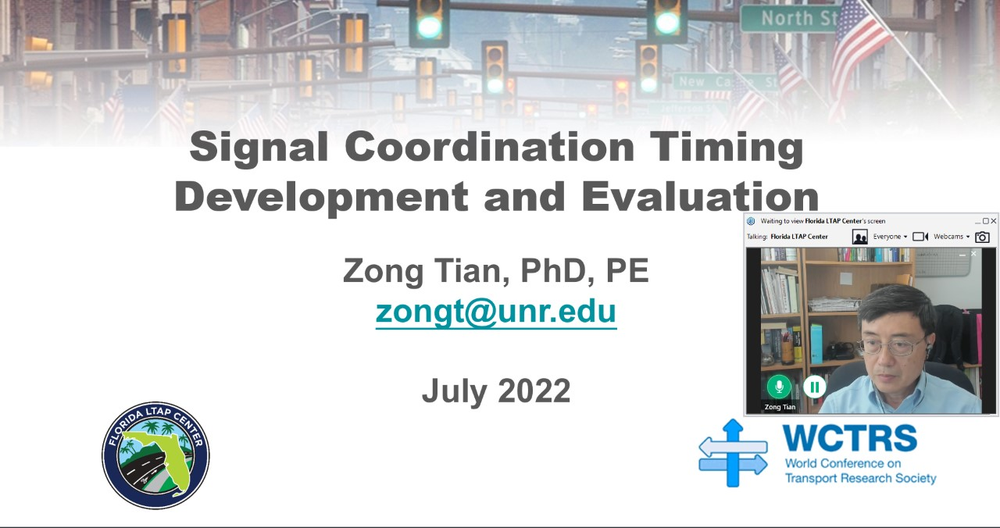 North St
New Ca e St
Signal Coordination Timing
Development and Evaluation
Waiting to view Florida LTAP Center's screen
Talking: Florida LTAP Center
Everyone
Webcams
Zong Tian, PhD, PE
zongt@unr.edu
Zong Tian
July 2022
FLORIDA LTAP CENTER
WCTRS
World Conference on
Transport Research Society